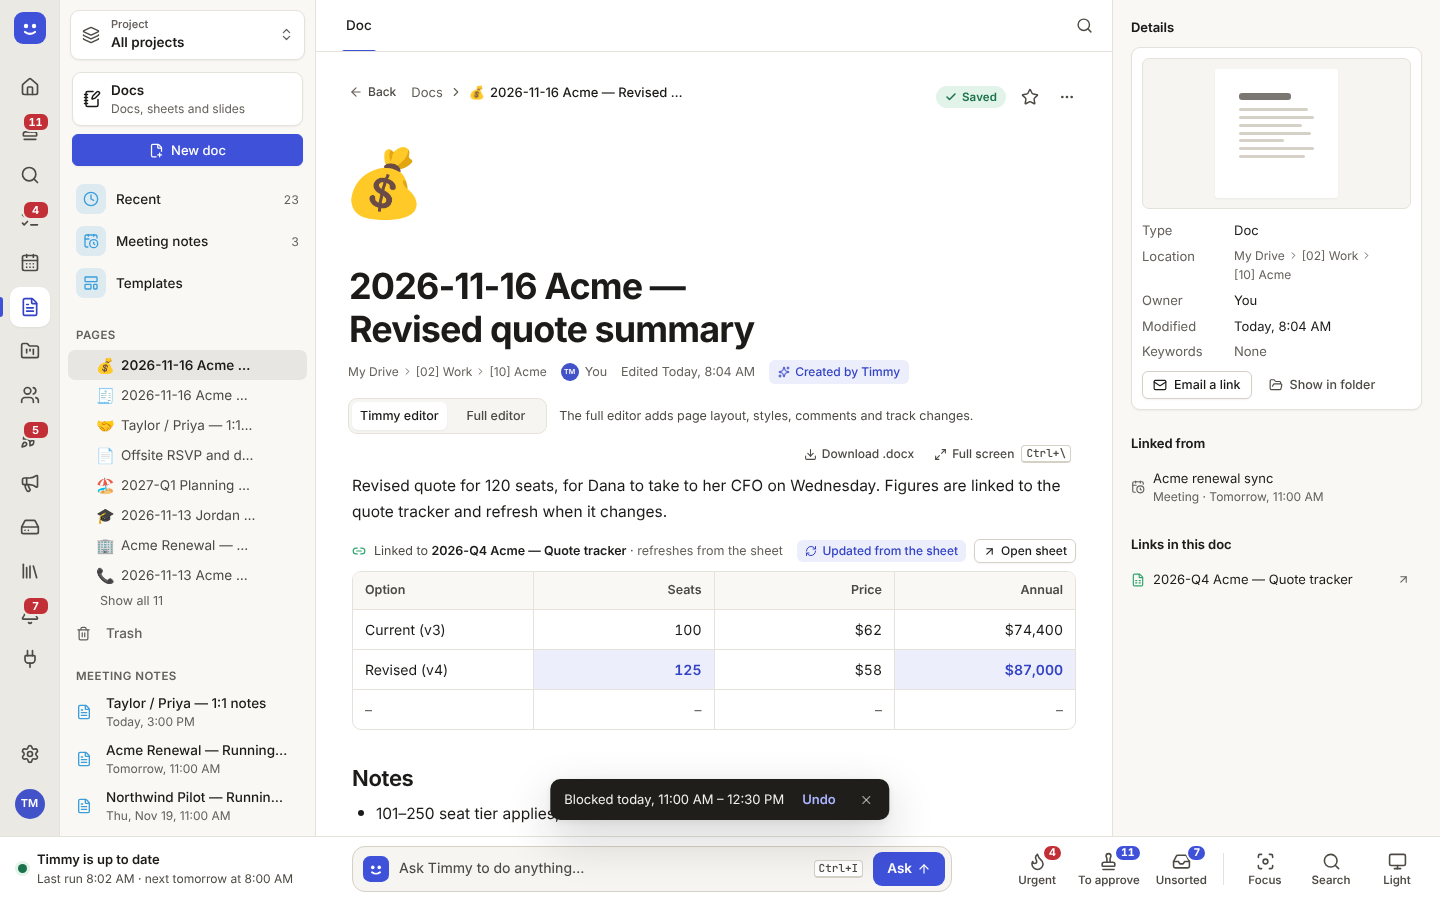 Project
All projects
Docs
Docs, sheets and slides
New doc
Recent 23
Meeting notes 3
Templates
PAGES
2026-11-16 Acme ...
2026-11-16 Acme ...
Taylor / Priya — 1:1...
Offsite RSVP and d...
2027-Q1 Planning ...
2026-11-13 Jordan ...
Acme Renewal — ...
2026-11-13 Acme ...
Show all 11
Trash
MEETING NOTES
Taylor / Priya — 1:1 notes
Today, 3:00 PM
Acme Renewal — Running...
Tomorrow, 11:00 AM
Northwind Pilot — Runnin...
Thu, Nov 19, 11:00 AM
11
4
5
7
TM
Doc
Back Docs 2026-11-16 Acme — Revised ...
Saved
2026-11-16 Acme —
Revised quote summary
My Drive [02] Work [10] Acme TM You Edited Today, 8:04 AM Created by Timmy
Timmy editor Full editor The full editor adds page layout, styles, comments and track changes.
Download .docx Full screen Ctrl+\
Revised quote for 120 seats, for Dana to take to her CFO on Wednesday. Figures are linked to the
quote tracker and refresh when it changes.
Linked to 2026-Q4 Acme — Quote tracker · refreshes from the sheet Updated from the sheet Open sheet
Option Seats Price Annual
Current (v3) 100 $62 $74,400
Revised (v4) 125 $58 $87,000
– – – –
Notes
101–250 seat tier applies,
Blocked today, 11:00 AM – 12:30 PM Undo
Details
Type Doc
Location My Drive [02] Work
[10] Acme
Owner You
Modified Today, 8:04 AM
Keywords None
Email a link Show in folder
Linked from
Acme renewal sync
Meeting · Tomorrow, 11:00 AM
Links in this doc
2026-Q4 Acme — Quote tracker
Timmy is up to date
Last run 8:02 AM · next tomorrow at 8:00 AM
Ask Timmy to do anything... Ctrl+I Ask
4 11 7
Urgent To approve Unsorted Focus Search Light